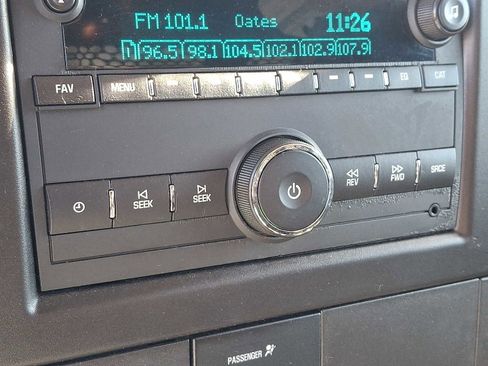 FM 101.1 Oates 11:26
1 96.5 98.1 104.5 102.1 102.9 107.9
FAV MENU EQ CAT
SEEK SEEK REV FWD SRCE
PASSENGER